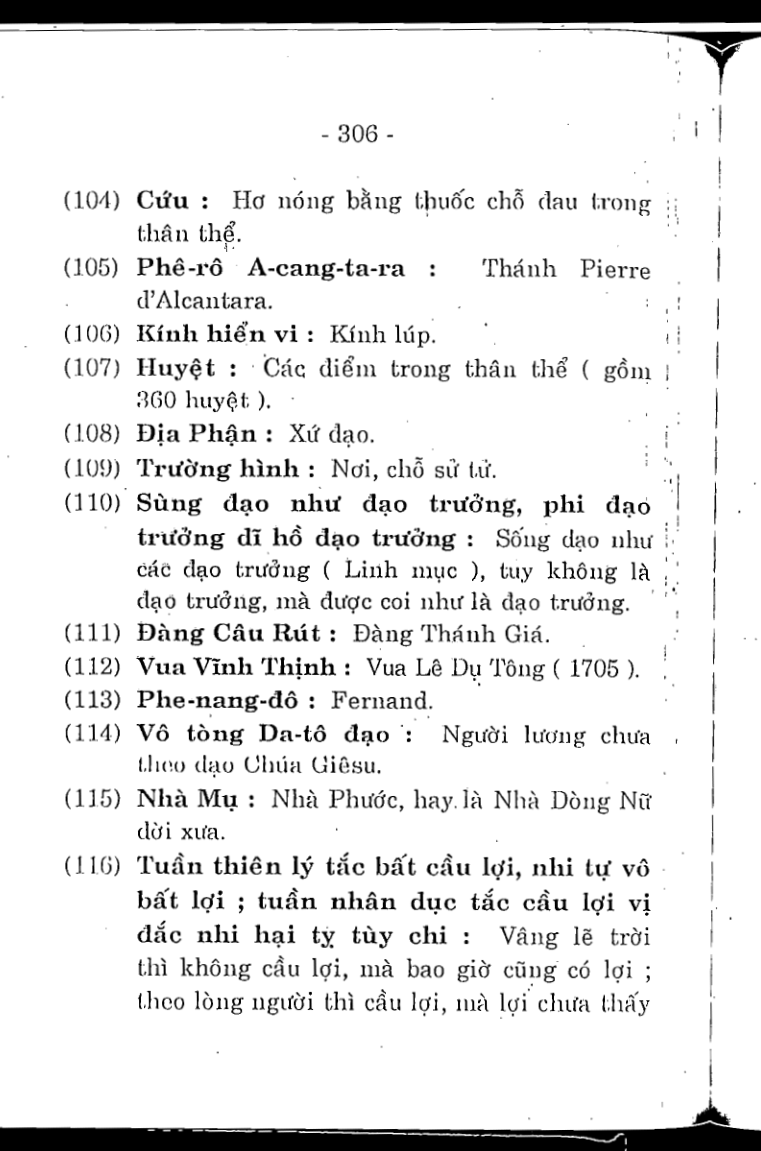 - 306 -
(104) Cứu : Hơ nóng bằng thuốc chỗ đau trong
thân thể.
(105) Phê-rô A-cang-ta-ra : Thánh Pierre
d'Alcantara.
(106) Kính hiển vi : Kính lúp.
(107) Huyệt : Các điểm trong thân thể ( gồm
360 huyệt ).
(108) Địa Phận : Xứ đạo.
(109) Trường hình : Nơi, chỗ sử tử.
(110) Sùng đạo như đạo trưởng, phi đạo
trưởng dĩ hồ đạo trưởng : Sống đạo như
các đạo trưởng ( Linh mục ), tuy không là
đạo trưởng, mà được coi như là đạo trưởng.
(111) Đàng Câu Rút : Đàng Thánh Giá.
(112) Vua Vĩnh Thịnh : Vua Lê Dụ Tông ( 1705 ).
(113) Phe-nang-đô : Fernand.
(114) Vô tòng Da-tô đạo : Người lương chưa
theo đạo Chúa Giêsu.
(115) Nhà Mụ : Nhà Phước, hay là Nhà Dòng Nữ
đời xưa.
(116) Tuần thiên lý tắc bất cầu lợi, nhi tự vô
bất lợi ; tuần nhân dục tắc cầu lợi vị
đắc nhi hại tỵ tùy chi : Vâng lẽ trời
thì không cầu lợi, mà bao giờ cũng có lợi ;
theo lòng người thì cầu lợi, mà lợi chưa thấy